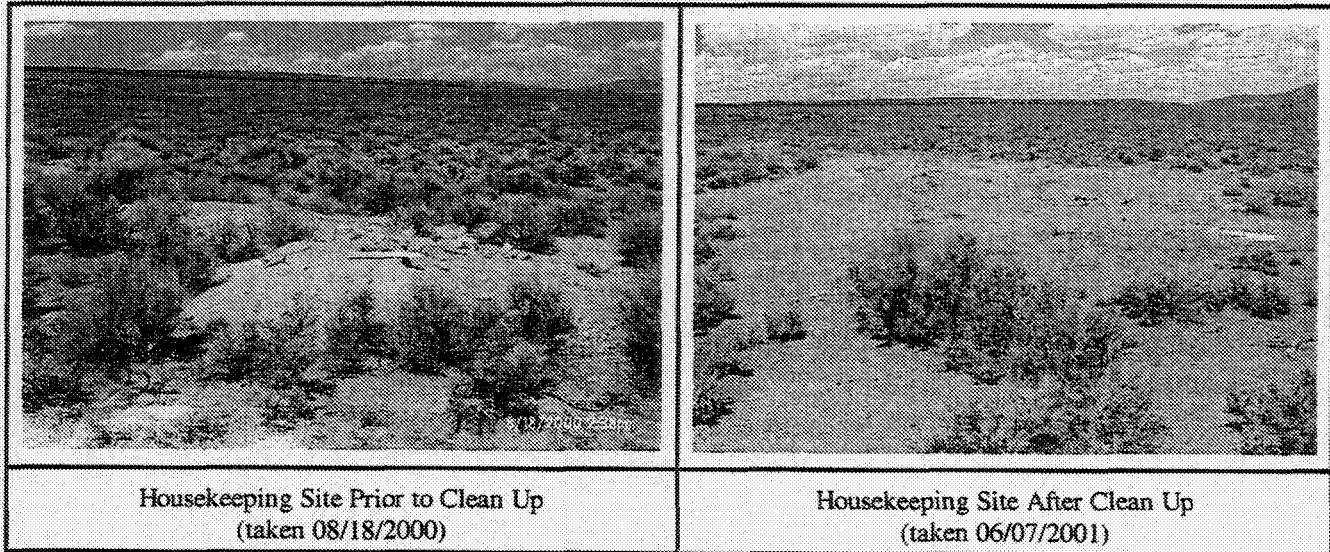 Housekeeping Site Prior to Clean Up
(taken 08/18/2000)
Housekeeping Site After Clean Up
(taken 06/07/2001)